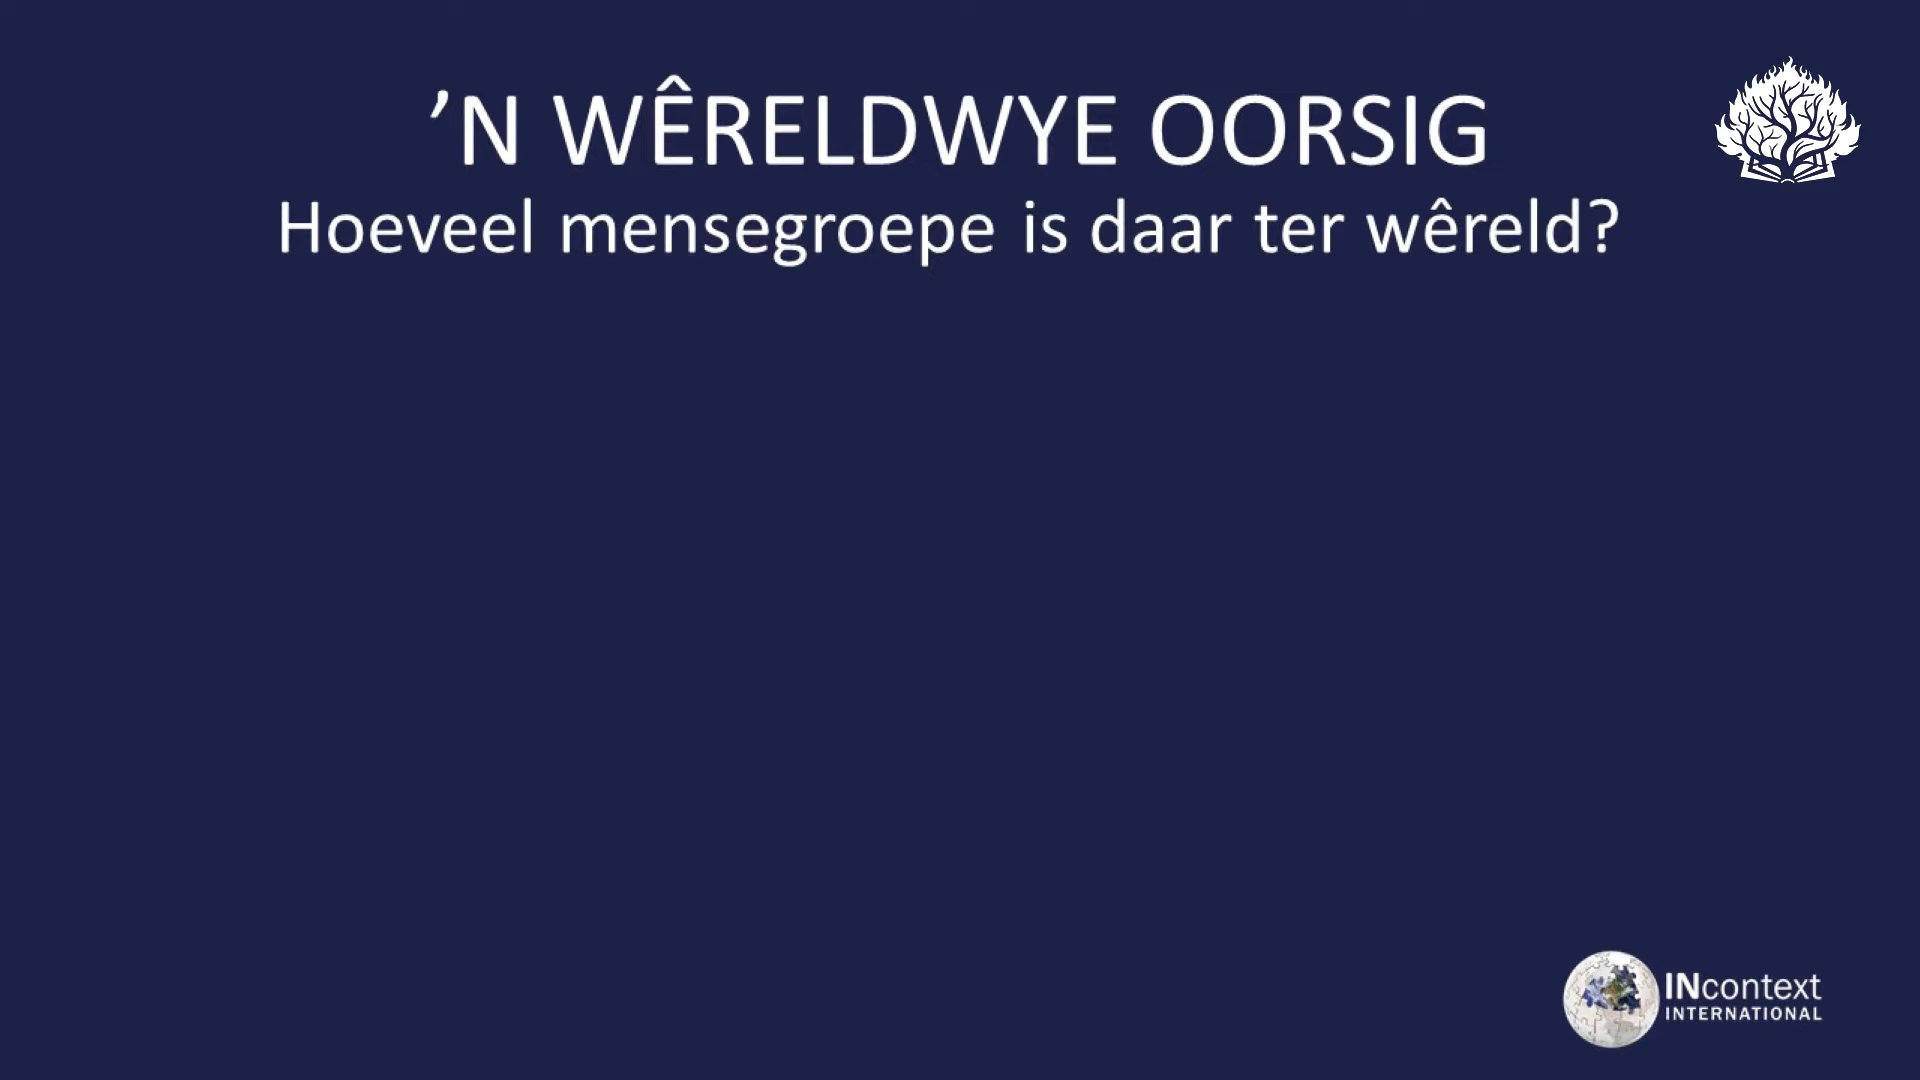 ’N WÊRELDWYE OORSIG
Hoeveel mensegroepe is daar ter wêreld?
INcontext
INTERNATIONAL